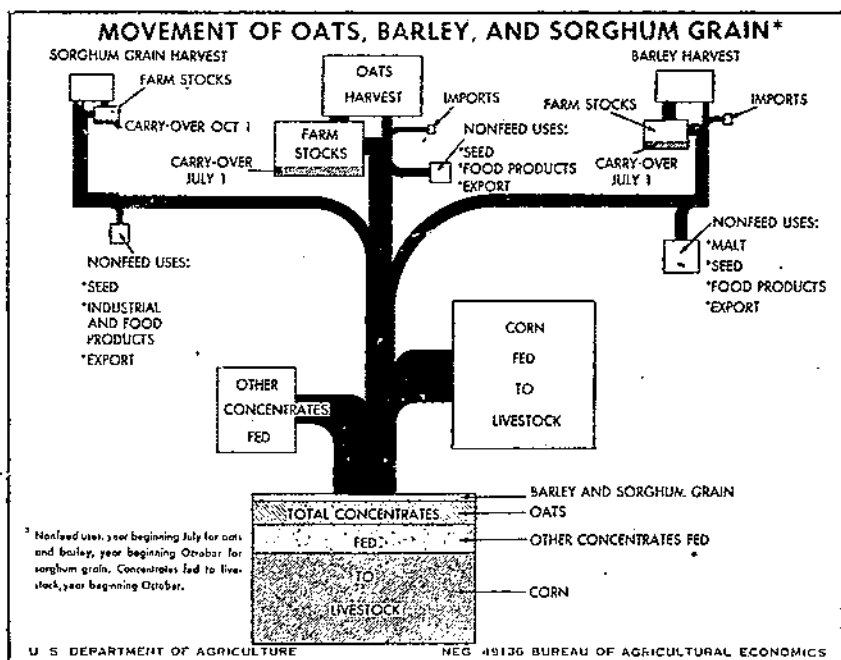 MOVEMENT OF OATS, BARLEY, AND SORGHUM GRAIN*
SORGHUM GRAIN HARVEST
FARM STOCKS
CARRY-OVER OCT 1
OATS
HARVEST
IMPORTS
FARM
STOCKS
CARRY-OVER
JULY 1
NONFEED USES:
*SEED
*FOOD PRODUCTS
*EXPORT
BARLEY HARVEST
FARM STOCKS
IMPORTS
CARRY-OVER
JULY 1
NONFEED USES:
*SEED
*INDUSTRIAL
AND FOOD
PRODUCTS
*EXPORT
NONFEED USES:
*MALT
*SEED
*FOOD PRODUCTS
*EXPORT
CORN
FED
TO
LIVESTOCK
OTHER
CONCENTRATES
FED
TOTAL CONCENTRATES
FED
TO
LIVESTOCK
BARLEY AND SORGHUM GRAIN
OATS
OTHER CONCENTRATES FED
CORN
Nonfeed uses, year beginning July for oats
and barley, year beginning October for
sorghum grain. Concentrates fed to live-
stock, year beginning October.
U S DEPARTMENT OF AGRICULTURE
NEG 49136 BUREAU OF AGRICULTURAL ECONOMICS